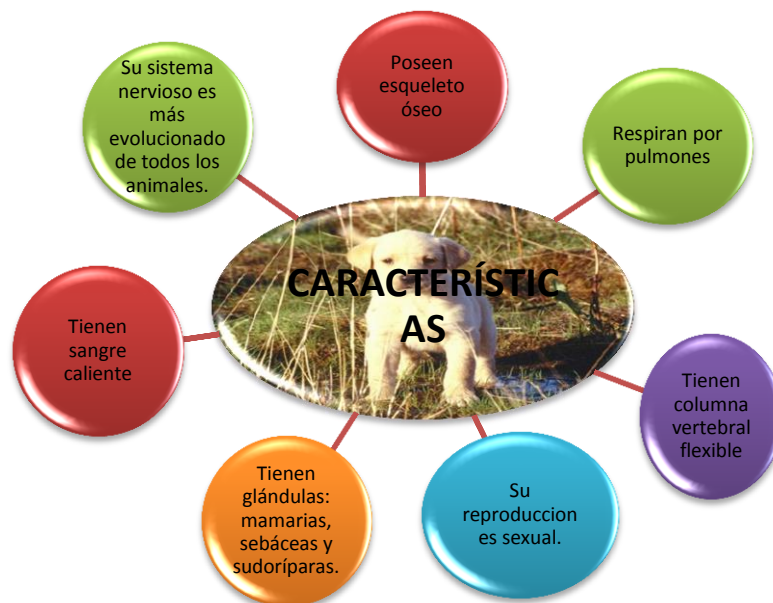 Su sistema
nervioso es
más
evolucionado
de todos los
animales.
Poseen
esqueleto
óseo
Respiran por
pulmones
CARACTERÍSTIC
AS
Tienen
sangre
caliente
Tienen
columna
vertebral
flexible
Tienen
glándulas:
mamarias,
sebáceas y
sudoríparas.
Su
reproduccion
es sexual.